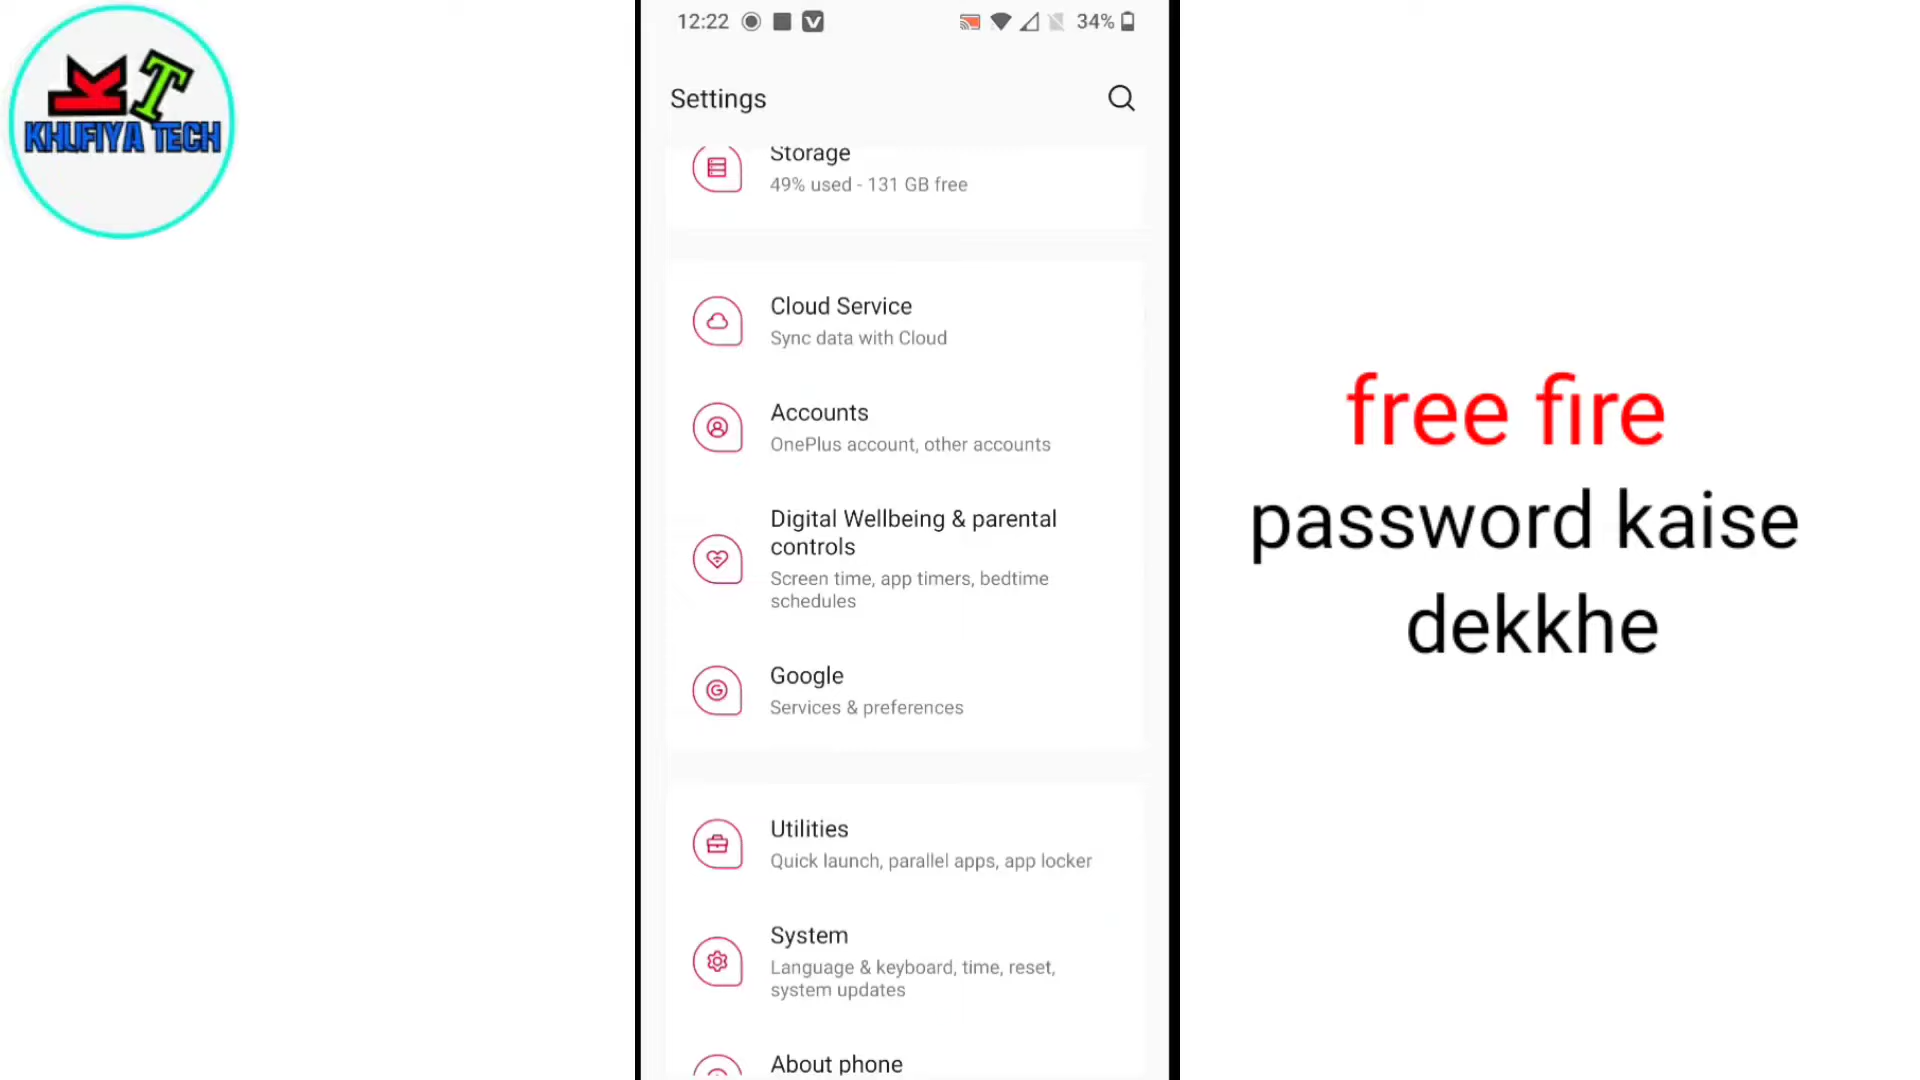 KT
KHUFIYA TECH
12:22
34%
Settings
Storage
49% used - 131 GB free
Cloud Service
Sync data with Cloud
Accounts
OnePlus account, other accounts
Digital Wellbeing & parental
controls
Screen time, app timers, bedtime
schedules
Google
Services & preferences
Utilities
Quick launch, parallel apps, app locker
System
Language & keyboard, time, reset,
system updates
About phone
free fire
password kaise
dekkhe